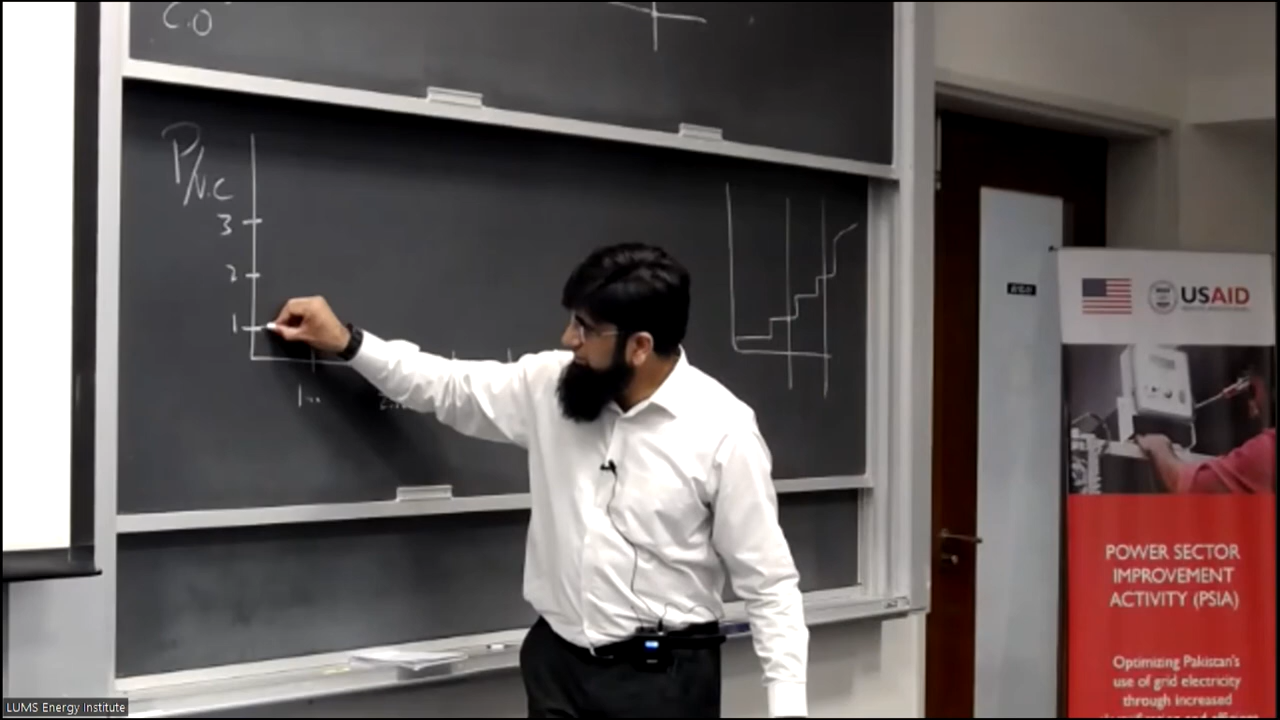 C.O
P/V.C
3
2
1
100
USAID
POWER SECTOR
IMPROVEMENT
ACTIVITY (PSIA)
Optimizing Pakistan's
use of grid electricity
through increased
LUMS Energy Institute